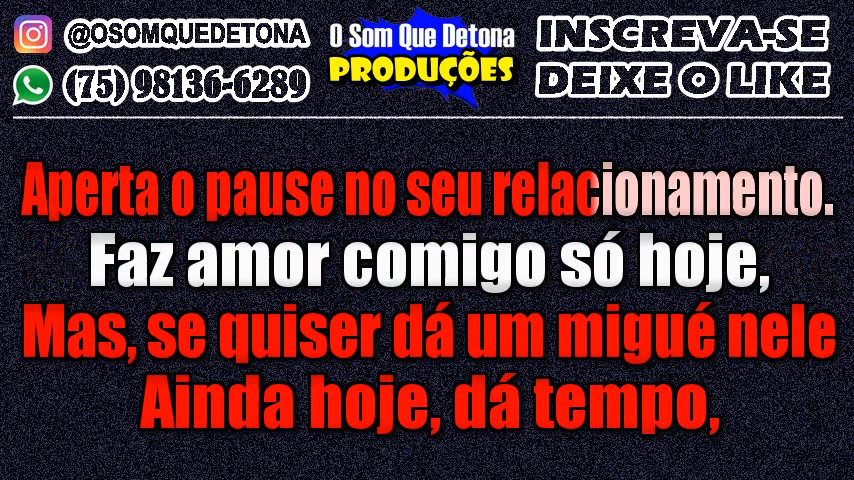 @OSOMQUEDETONA
(75) 98136-6289
O Som Que Detona
PRODUÇÕES
INSCREVA-SE
DEIXE O LIKE
Aperta o pause no seu relacionamento.
Faz amor comigo só hoje,
Mas, se quiser dá um migué nele
Ainda hoje, dá tempo,